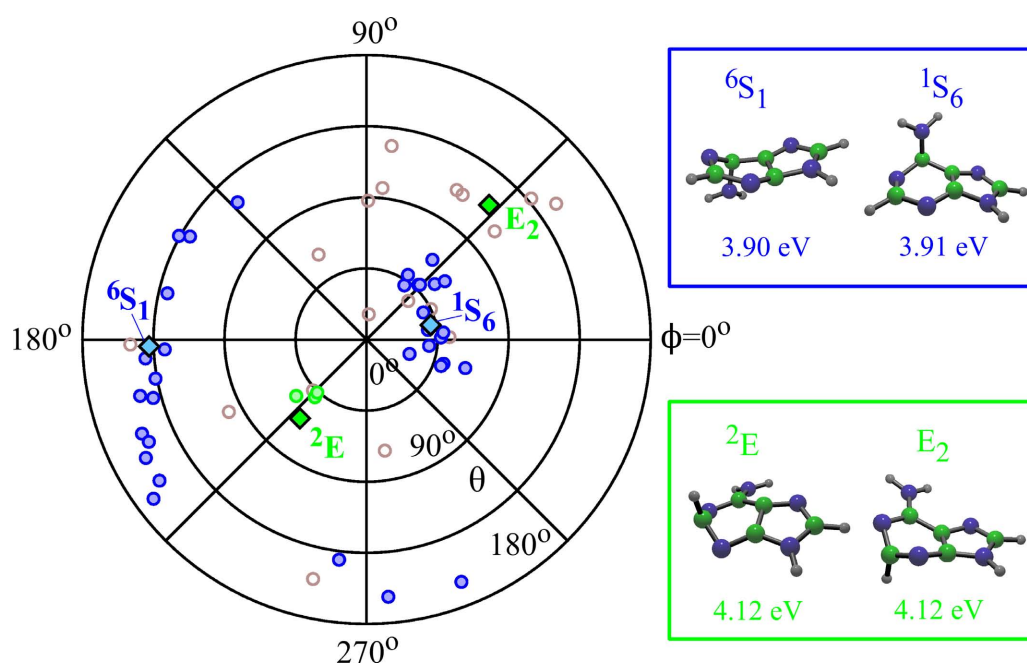 90°
180°
ϕ=0°
270°
0°
90°
θ
180°
⁶S₁
¹S₆
E₂
²E
⁶S₁ ¹S₆
3.90 eV 3.91 eV
²E E₂
4.12 eV 4.12 eV